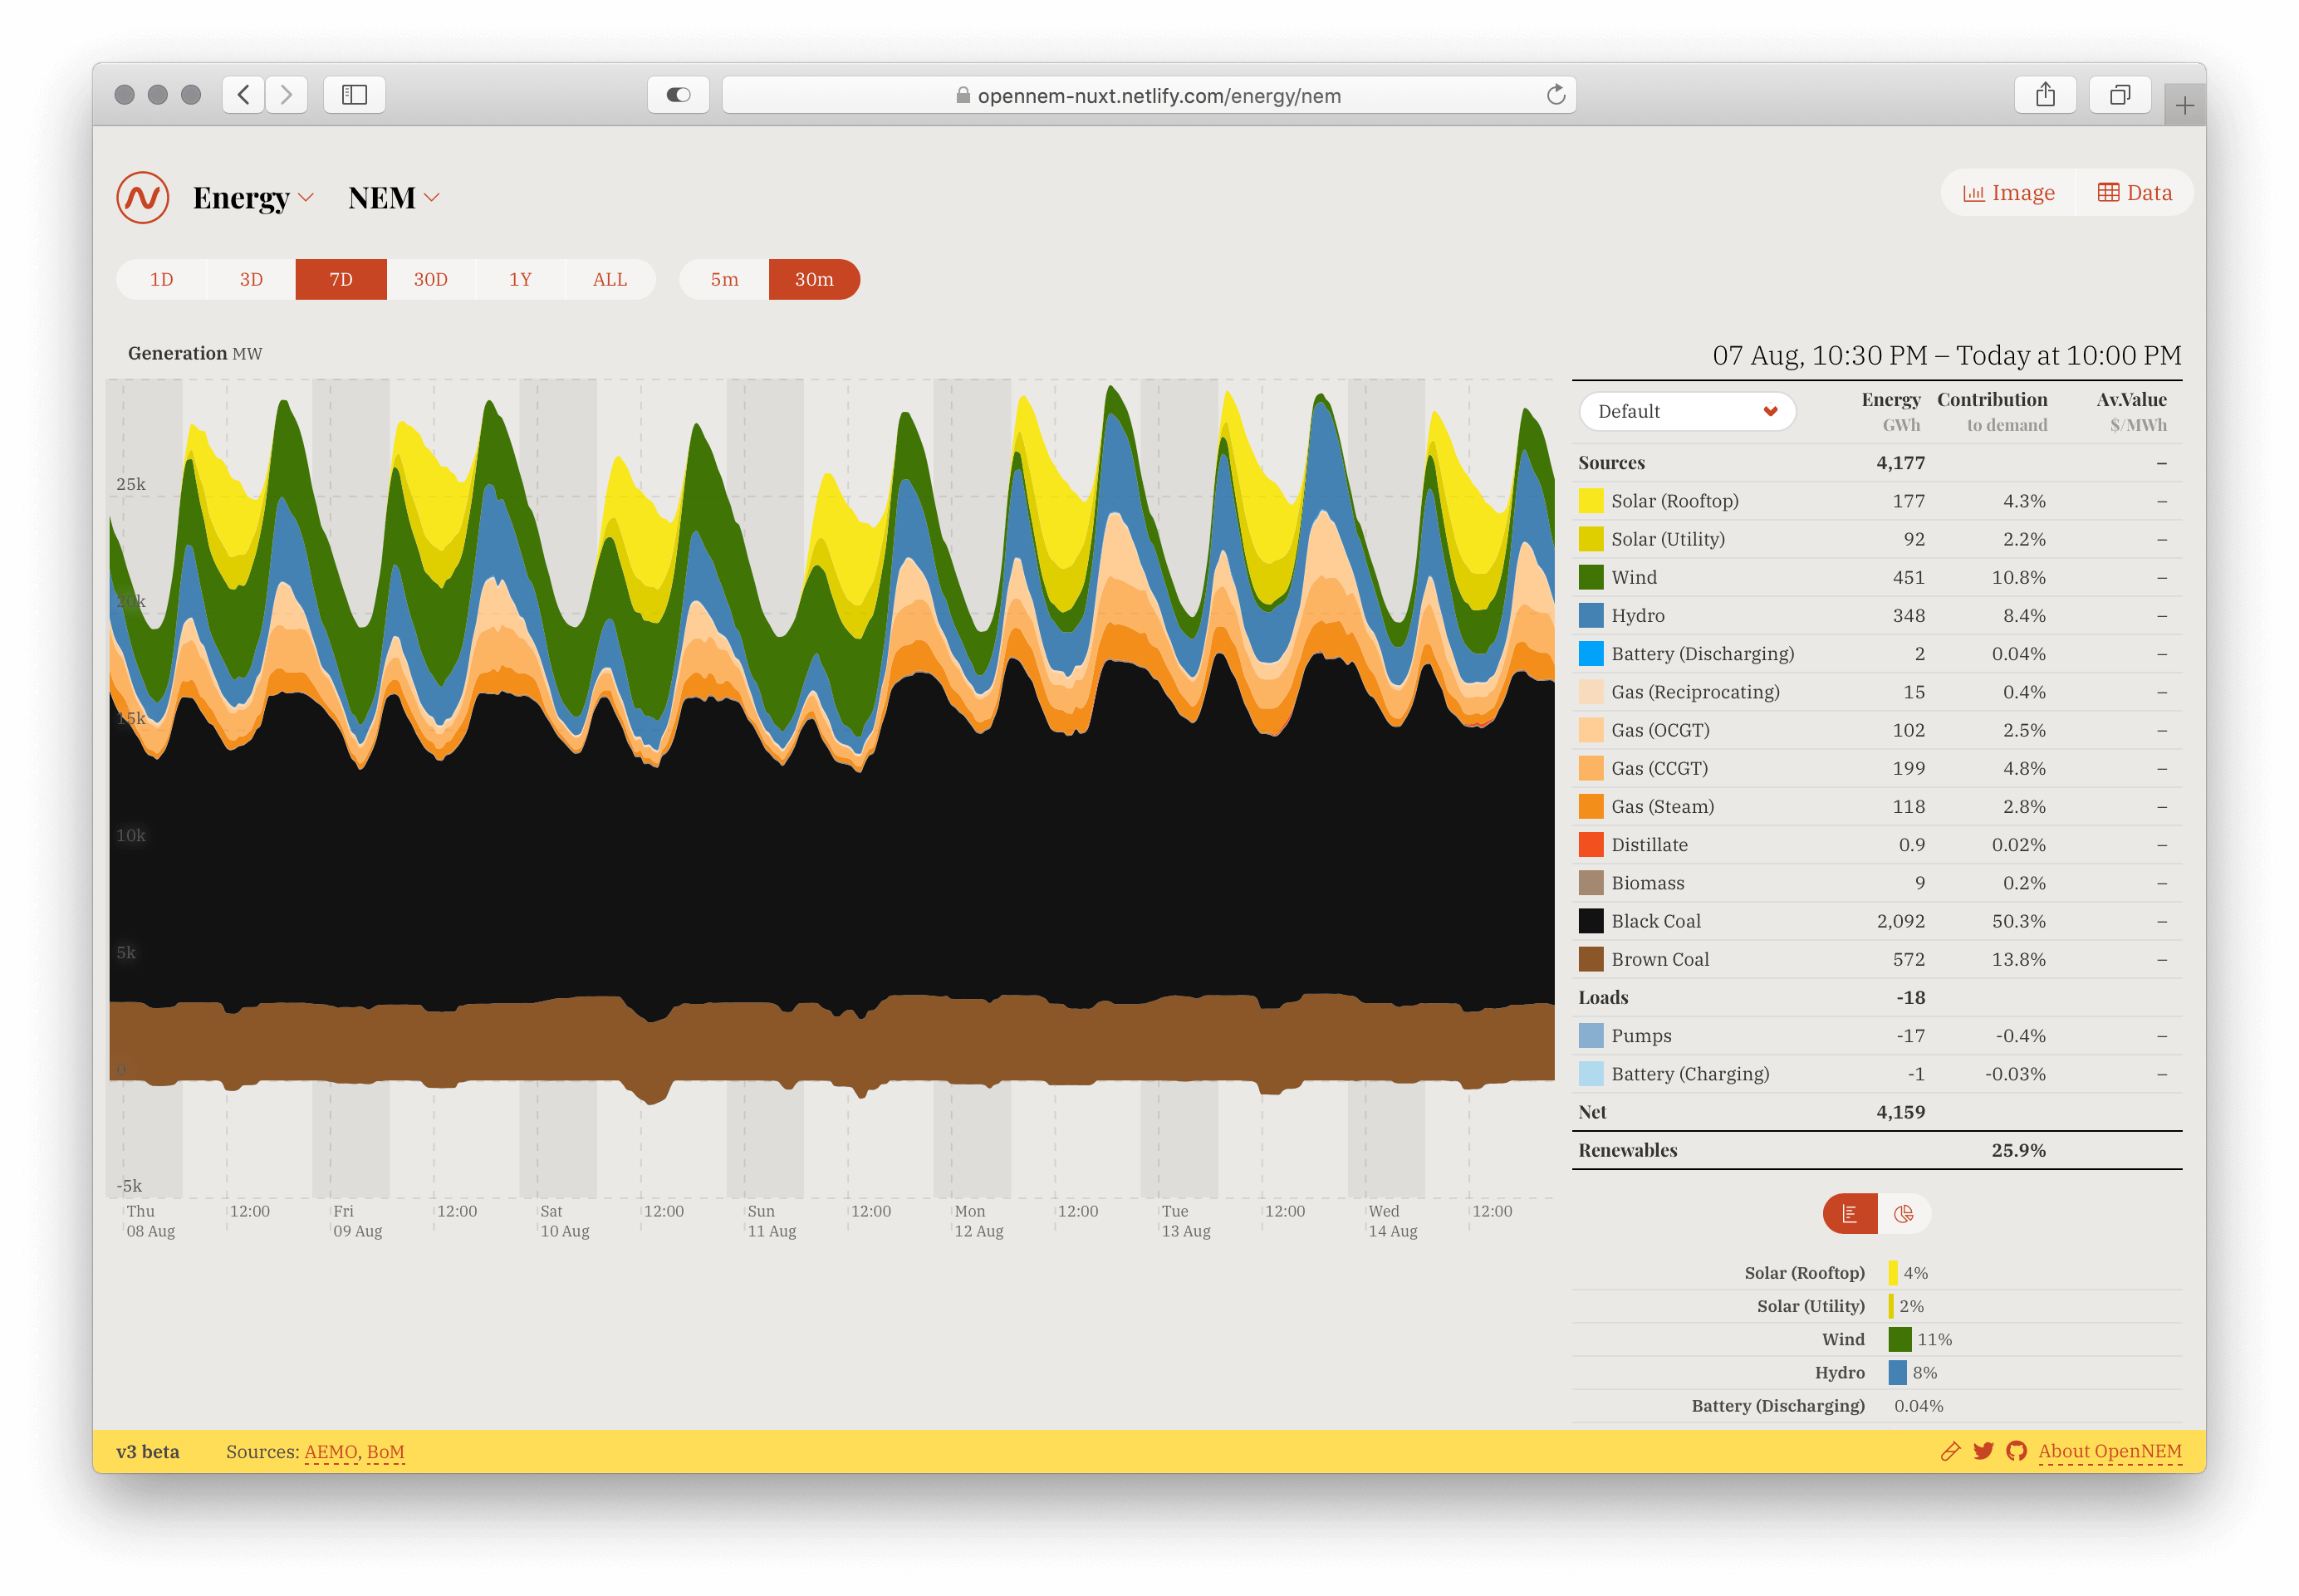 opennem-nuxt.netlify.com/energy/nem
Energy NEM
Image Data
1D 3D 7D 30D 1Y ALL 5m 30m
Generation MW
25k
20k
15k
10k
5k
0
-5k
Thu 12:00 Fri 12:00 Sat 12:00 Sun 12:00 Mon 12:00 Tue 12:00 Wed 12:00
08 Aug 09 Aug 10 Aug 11 Aug 12 Aug 13 Aug 14 Aug
07 Aug, 10:30 PM – Today at 10:00 PM
Default Energy Contribution Av.Value
GWh to demand $/MWh
Sources 4,177 –
Solar (Rooftop) 177 4.3% –
Solar (Utility) 92 2.2% –
Wind 451 10.8% –
Hydro 348 8.4% –
Battery (Discharging) 2 0.04% –
Gas (Reciprocating) 15 0.4% –
Gas (OCGT) 102 2.5% –
Gas (CCGT) 199 4.8% –
Gas (Steam) 118 2.8% –
Distillate 0.9 0.02% –
Biomass 9 0.2% –
Black Coal 2,092 50.3% –
Brown Coal 572 13.8% –
Loads -18
Pumps -17 -0.4% –
Battery (Charging) -1 -0.03% –
Net 4,159
Renewables 25.9%
Solar (Rooftop) 4%
Solar (Utility) 2%
Wind 11%
Hydro 8%
Battery (Discharging) 0.04%
v3 beta Sources: AEMO, BoM About OpenNEM